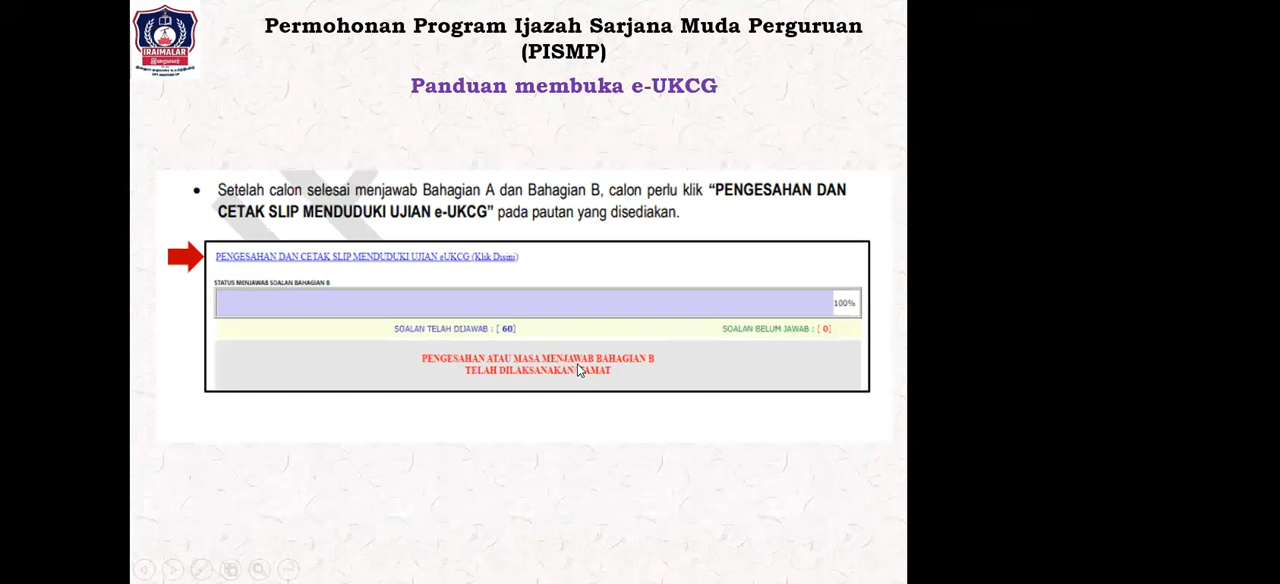 Permohonan Program Ijazah Sarjana Muda Perguruan
(PISMP)
Panduan membuka e-UKCG
IRAIMALAR
இறைமலர்
• Setelah calon selesai menjawab Bahagian A dan Bahagian B, calon perlu klik “PENGESAHAN DAN
CETAK SLIP MENDUDUKI UJIAN e-UKCG” pada pautan yang disediakan.
PENGESAHAN DAN CETAK SLIP MENDUDUKI UJIAN eUKCG (Klik Disini)
STATUS MENJAWAB SOALAN BAHAGIAN B
100%
SOALAN TELAH DIJAWAB : [ 60] SOALAN BELUM JAWAB : [ 0]
PENGESAHAN ATAU MASA MENJAWAB BAHAGIAN B
TELAH DILAKSANAKAN